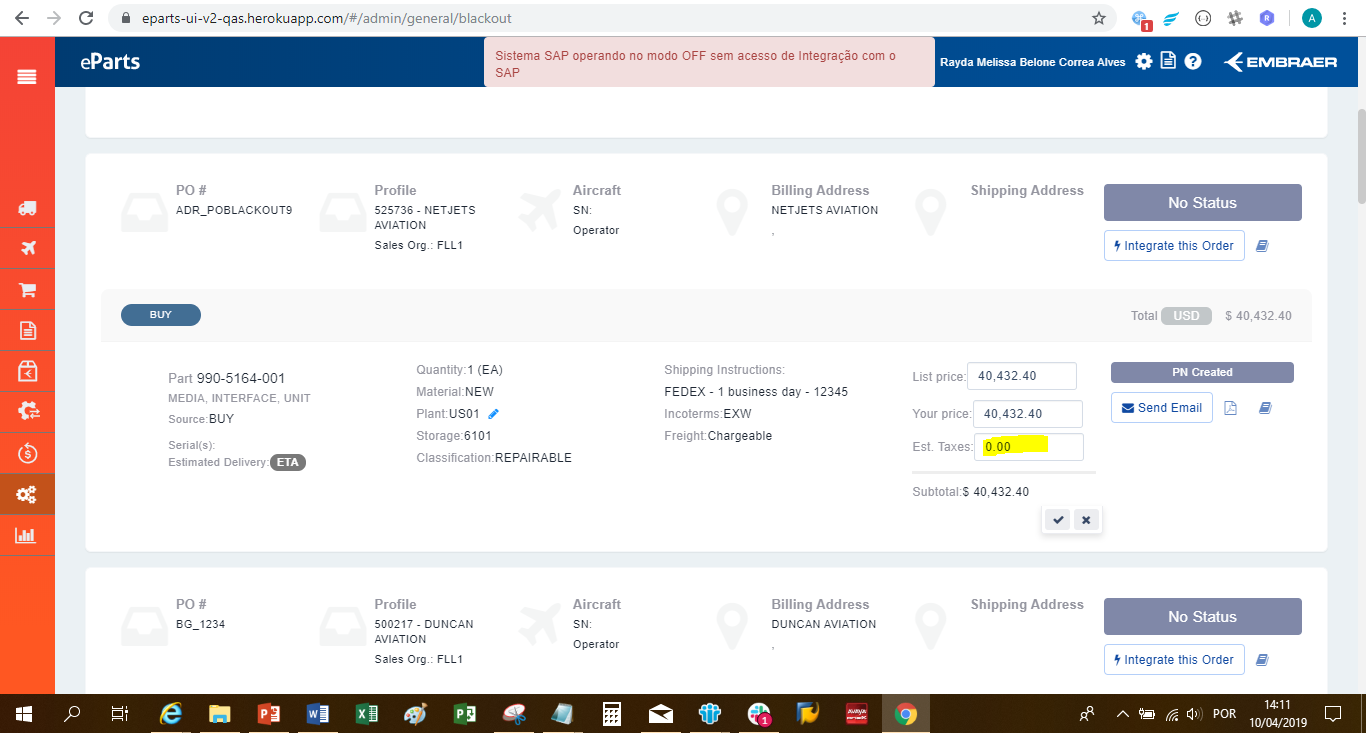 eparts-ui-v2-qas.herokuapp.com/#/admin/general/blackout
1
R
A
eParts
Sistema SAP operando no modo OFF sem acesso de Integração com o
SAP
Rayda Melissa Belone Correa Alves
EMBRAER
PO #
ADR_POBLACKOUT9
Profile
525736 - NETJETS
AVIATION
Sales Org.: FLL1
Aircraft
SN:
Operator
Billing Address
NETJETS AVIATION
,
Shipping Address
No Status
Integrate this Order
BUY
Total USD $ 40,432.40
Part 990-5164-001
MEDIA, INTERFACE, UNIT
Source:BUY
Serial(s):
Estimated Delivery: ETA
Quantity:1 (EA)
Material:NEW
Plant:US01
Storage:6101
Classification:REPAIRABLE
Shipping Instructions:
FEDEX - 1 business day - 12345
Incoterms:EXW
Freight:Chargeable
List price: 40,432.40
Your price: 40,432.40
Est. Taxes: 0.00
Subtotal:$ 40,432.40
PN Created
Send Email
PO #
BG_1234
Profile
500217 - DUNCAN
AVIATION
Sales Org.: FLL1
Aircraft
SN:
Operator
Billing Address
DUNCAN AVIATION
,
Shipping Address
No Status
Integrate this Order
1
AVAYA
POR
14:11
10/04/2019